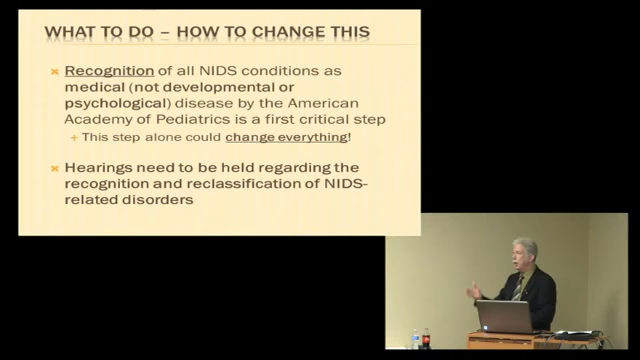 WHAT TO DO – HOW TO CHANGE THIS
Recognition of all NIDS conditions as
medical (not developmental or
psychological) disease by the American
Academy of Pediatrics is a first critical step
This step alone could change everything!
Hearings need to be held regarding the
recognition and reclassification of NIDS-
related disorders